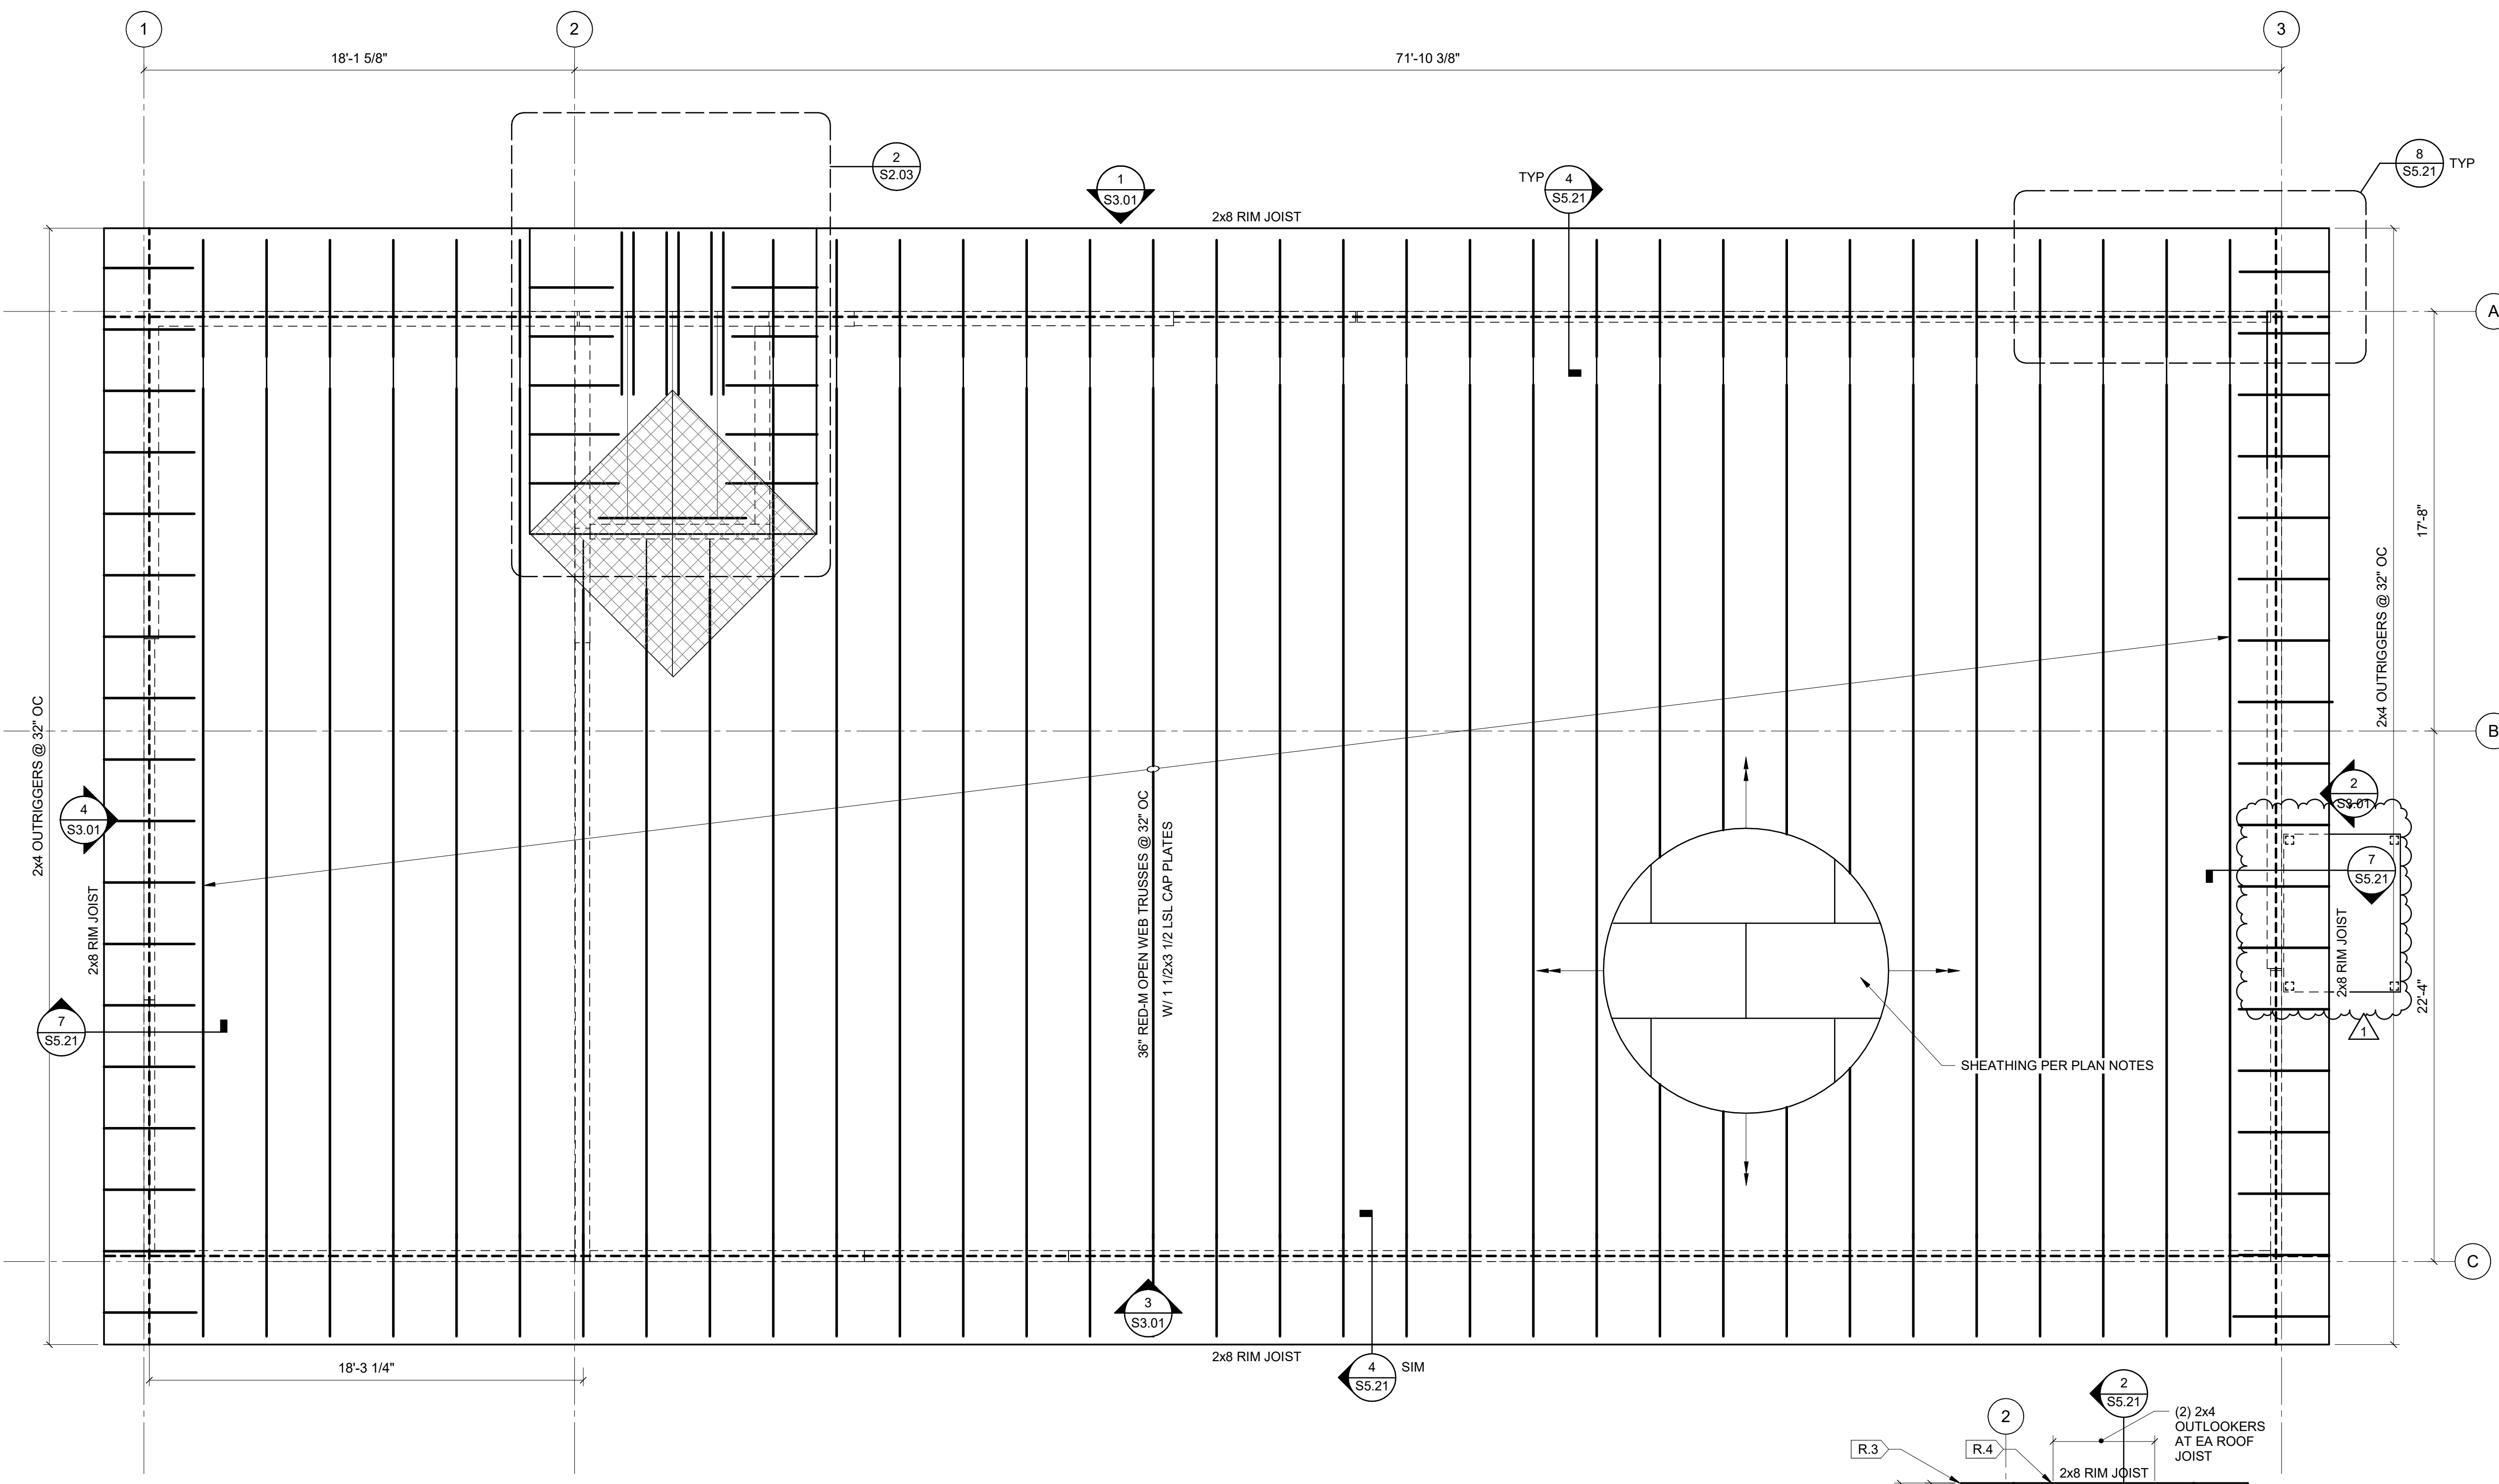 1
2
3
18'-1 5/8"
71'-10 3/8"
2
S2.03
1
S3.01
TYP
4
S5.21
8
S5.21
TYP
2x8 RIM JOIST
A
17'-8"
2x4 OUTRIGGERS @ 32" OC
2x4 OUTRIGGERS @ 32" OC
B
4
S3.01
2
S3.01
36" RED-M OPEN WEB TRUSSES @ 32" OC
W/ 1 1/2x3 1/2 LSL CAP PLATES
7
S5.21
2x8 RIM JOIST
2x8 RIM JOIST
22'-4"
7
S5.21
1
SHEATHING PER PLAN NOTES
C
3
S3.01
2x8 RIM JOIST
18'-3 1/4"
4
S5.21
SIM
2
S5.21
2
(2) 2x4
OUTLOOKERS
AT EA ROOF
JOIST
R.3
R.4
2x8 RIM JOIST